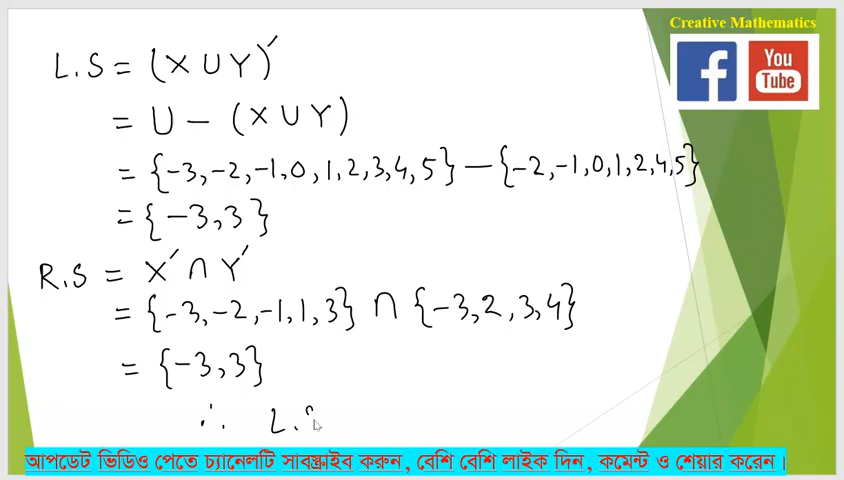 Creative Mathematics
You
Tube
L.S = (X ∪ Y)′
= U − (X ∪ Y)
= {-3, -2, -1, 0, 1, 2, 3, 4, 5} − {-2, -1, 0, 1, 2, 4, 5}
= {-3, 3}
R.S = X′ ∩ Y′
= {-3, -2, -1, 1, 3} ∩ {-3, 2, 3, 4}
= {-3, 3}
∴ L.
আপডেট ভিডিও পেতে চ্যানেলটি সাবস্ক্রাইব করুন, বেশি বেশি লাইক দিন, কমেন্ট ও শেয়ার করেন।